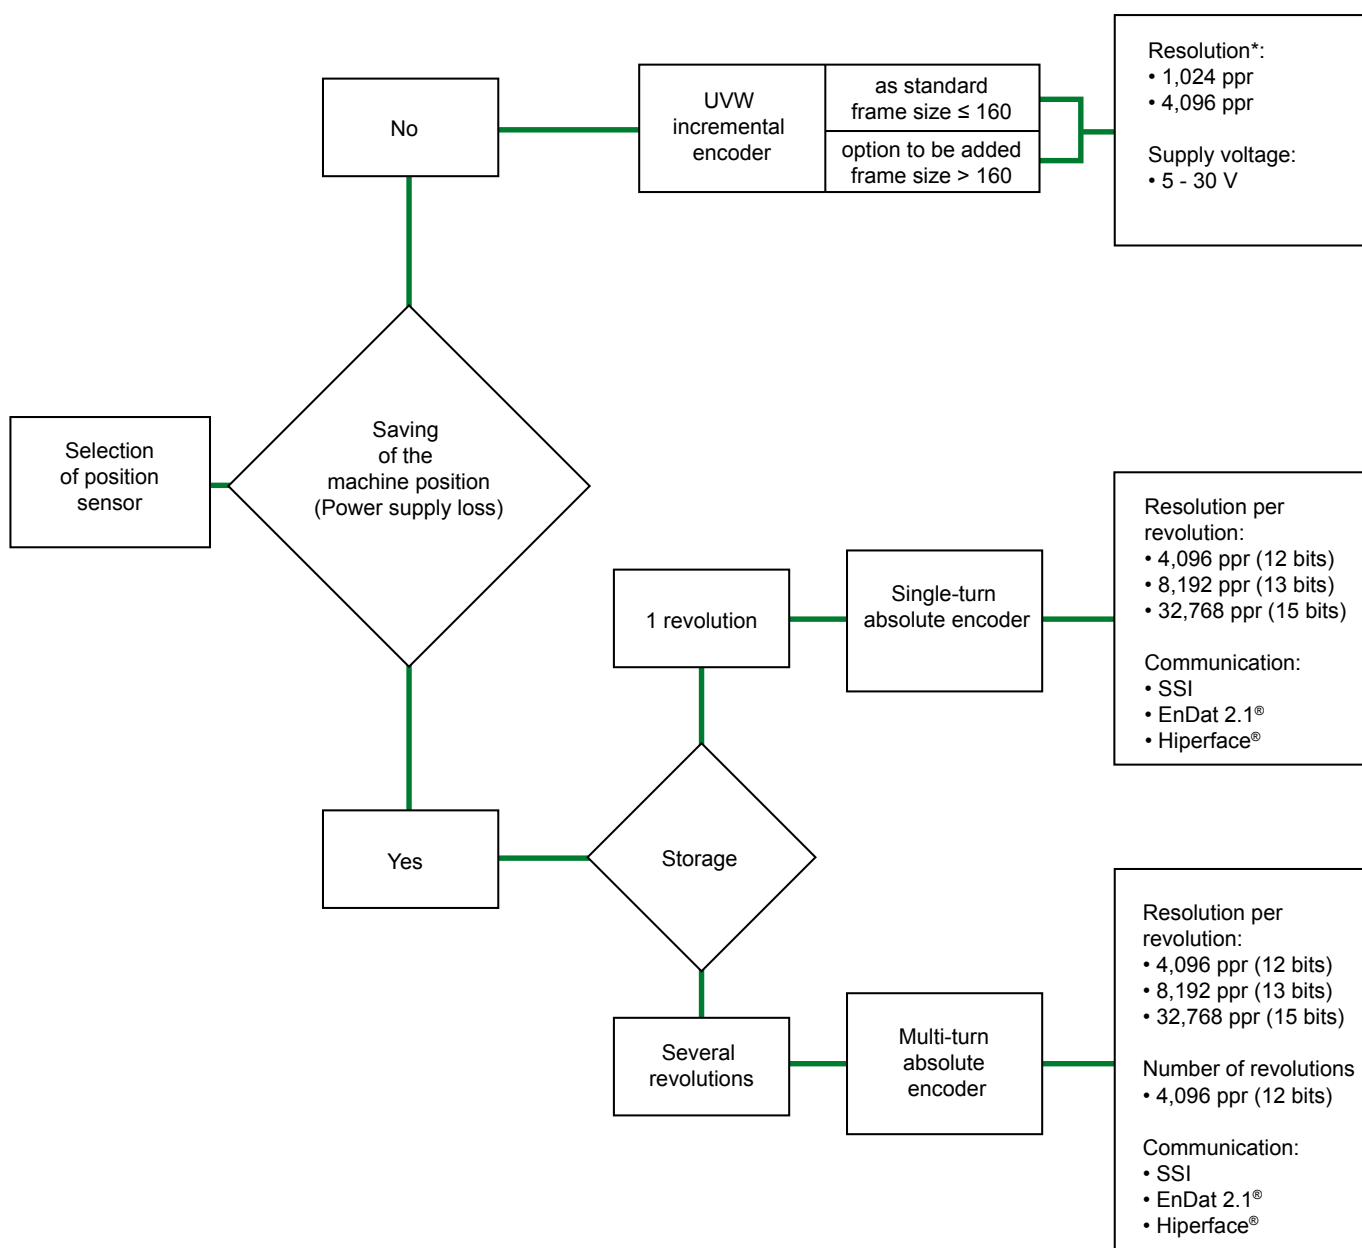 No
UVW
incremental
encoder
as standard
frame size ≤ 160
option to be added
frame size > 160
Resolution*:
• 1,024 ppr
• 4,096 ppr
Supply voltage:
• 5 - 30 V
Selection
of position
sensor
Saving
of the
machine position
(Power supply loss)
1 revolution
Single-turn
absolute encoder
Resolution per
revolution:
• 4,096 ppr (12 bits)
• 8,192 ppr (13 bits)
• 32,768 ppr (15 bits)
Communication:
• SSI
• EnDat 2.1®
• Hiperface®
Yes
Storage
Several
revolutions
Multi-turn
absolute
encoder
Resolution per
revolution:
• 4,096 ppr (12 bits)
• 8,192 ppr (13 bits)
• 32,768 ppr (15 bits)
Number of revolutions
• 4,096 ppr (12 bits)
Communication:
• SSI
• EnDat 2.1®
• Hiperface®